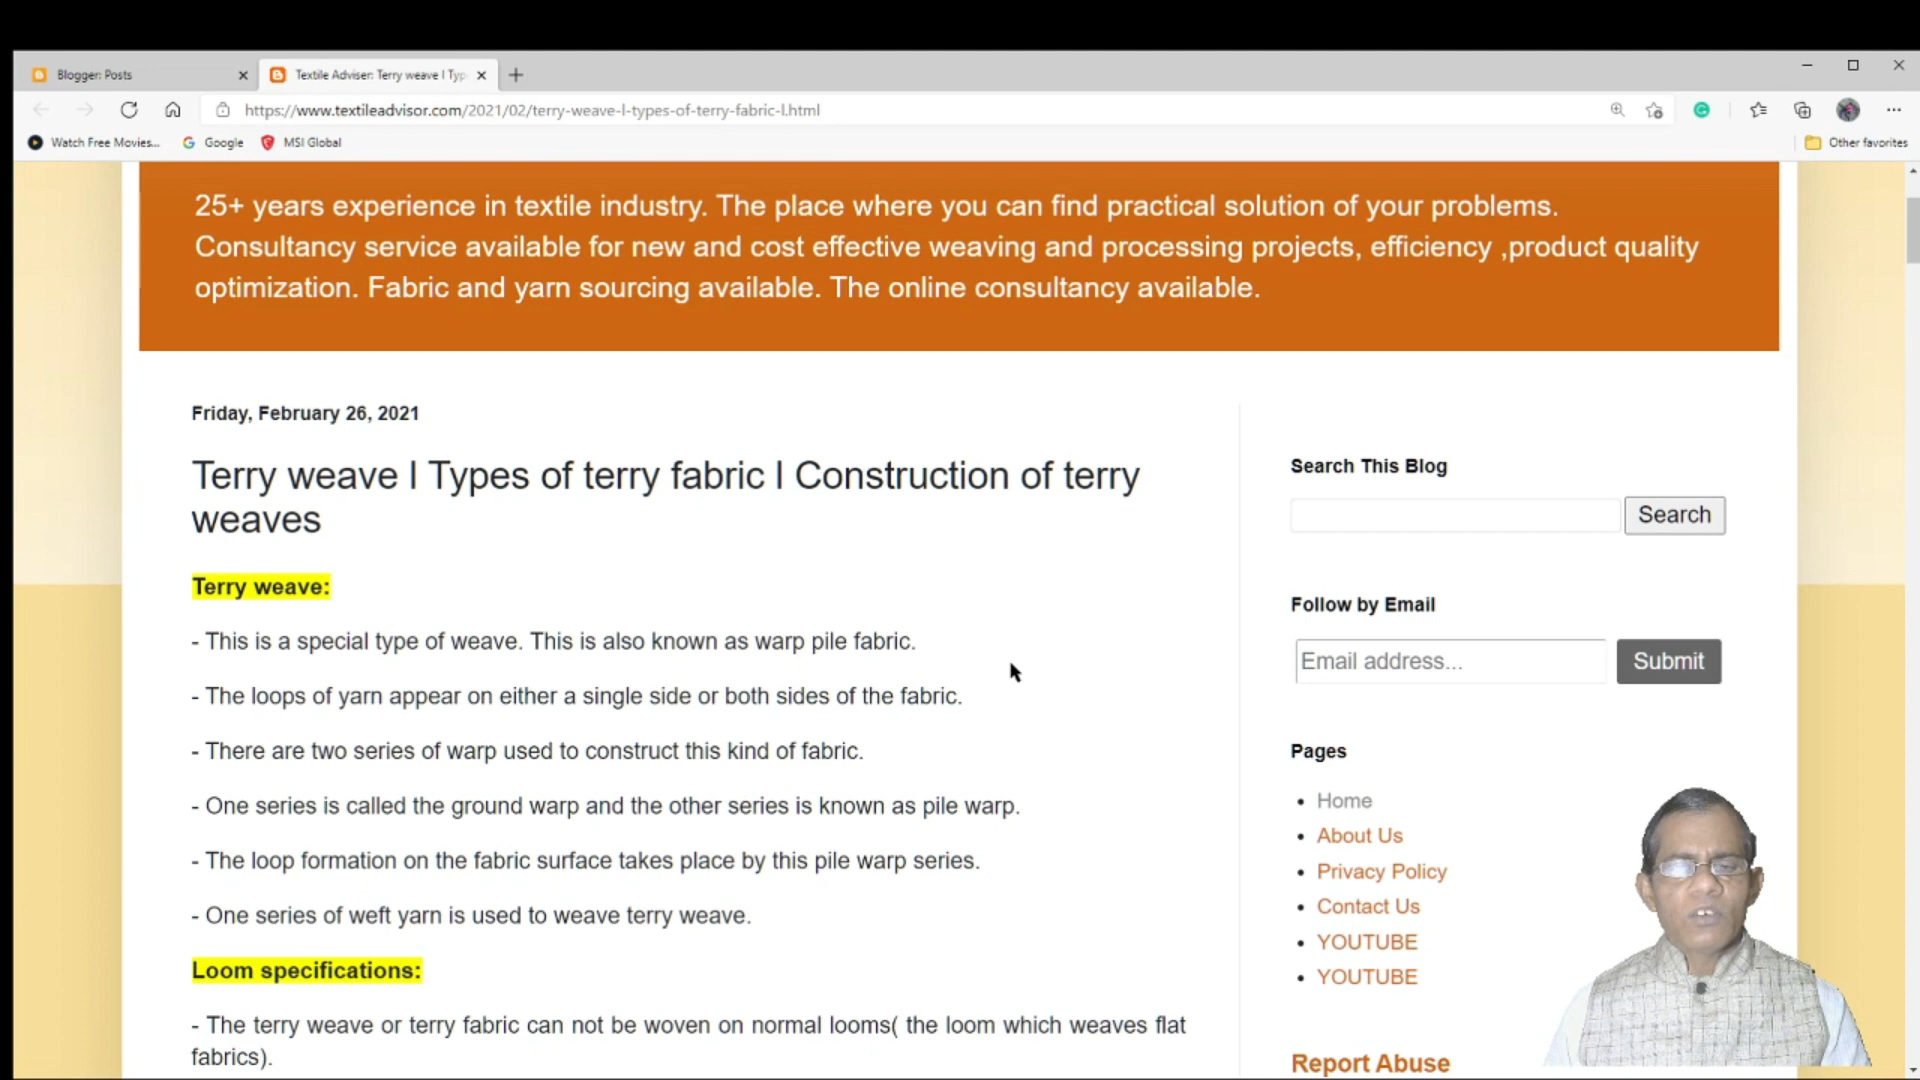 Blogger: Posts
Textile Adviser: Terry weave l Typ
https://www.textileadvisor.com/2021/02/terry-weave-l-types-of-terry-fabric-l.html
Watch Free Movies...
Google
MSI Global
Other favorites
25+ years experience in textile industry. The place where you can find practical solution of your problems.
Consultancy service available for new and cost effective weaving and processing projects, efficiency ,product quality
optimization. Fabric and yarn sourcing available. The online consultancy available.
Friday, February 26, 2021
Terry weave l Types of terry fabric l Construction of terry
weaves
Terry weave:
- This is a special type of weave. This is also known as warp pile fabric.
- The loops of yarn appear on either a single side or both sides of the fabric.
- There are two series of warp used to construct this kind of fabric.
- One series is called the ground warp and the other series is known as pile warp.
- The loop formation on the fabric surface takes place by this pile warp series.
- One series of weft yarn is used to weave terry weave.
Loom specifications:
- The terry weave or terry fabric can not be woven on normal looms( the loom which weaves flat
fabrics).
Search This Blog
Search
Follow by Email
Email address...
Submit
Pages
Home
About Us
Privacy Policy
Contact Us
YOUTUBE
YOUTUBE
Report Abuse